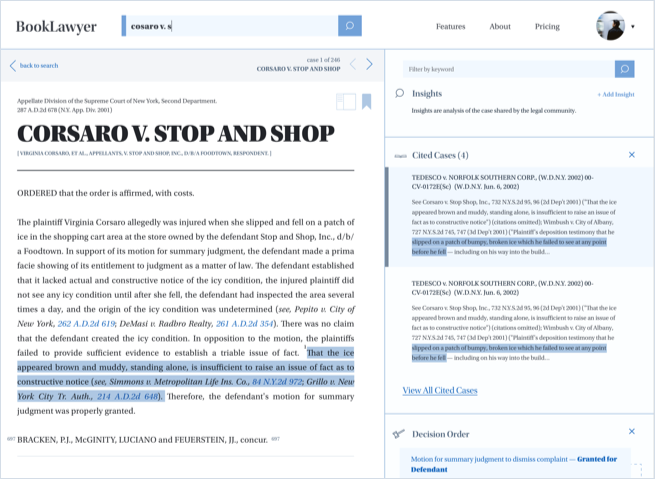 BookLawyer
cosaro v. s
Features About Pricing
back to search
case 1 of 246
CORSARO V. STOP AND SHOP
Appellate Division of the Supreme Court of New York, Second Department.
287 A.D.2d 678 (N.Y. App. Div. 2001)
CORSARO V. STOP AND SHOP
[ VIRGINIA CORSARO, ET AL., APPELLANTS, V. STOP AND SHOP, INC., D/B/A FOODTOWN, RESPONDENT. ]
ORDERED that the order is affirmed, with costs.
The plaintiff Virginia Corsaro allegedly was injured when she slipped and fell on a patch of
ice in the shopping cart area at the store owned by the defendant Stop and Shop, Inc., d/b/
a Foodtown. In support of its motion for summary judgment, the defendant made a prima
facie showing of its entitlement to judgment as a matter of law. The defendant established
that it lacked actual and constructive notice of the icy condition, the injured plaintiff did
not see any icy condition until after she fell, the defendant had inspected the area several
times a day, and the origin of the icy condition was undetermined (see, Pepito v. City of
New York, 262 A.D.2d 619; DeMasi v. Radbro Realty, 261 A.D.2d 354). There was no claim
that the defendant created the icy condition. In opposition to the motion, the plaintiffs
failed to provide sufficient evidence to establish a triable issue of fact. 1 That the ice
appeared brown and muddy, standing alone, is insufficient to raise an issue of fact as to
constructive notice (see, Simmons v. Metropolitan Life Ins. Co., 84 N.Y.2d 972; Grillo v. New
York City Tr. Auth., 214 A.D.2d 648). Therefore, the defendant's motion for summary
judgment was properly granted.
687 BRACKEN, P.J., McGINITY, LUCIANO and FEUERSTEIN, JJ., concur. 687
Filter by keyword
Insights
+ Add Insight
Insights are analysis of the case shared by the legal community.
Cited Cases (4)
TEDESCO v. NORFOLK SOUTHERN CORP., (W.D.N.Y. 2002) 00-
CV-0172E(Sc) (W.D.N.Y. Jun. 6, 2002)
See Corsaro v. Stop Shop, Inc., 732 N.Y.S.2d 95, 96 (2d Dep't 2001) ("That the ice
appeared brown and muddy, standing alone, is insufficient to raise an issue of
fact as to constructive notice") (citations omitted); Wimbush v. City of Albany,
727 N.Y.S.2d 745, 747 (3d Dep't 2001) ("Plaintiff's deposition testimony that he
slipped on a patch of bumpy, broken ice which he failed to see at any point
before he fell — including on his way into the build...
TEDESCO v. NORFOLK SOUTHERN CORP., (W.D.N.Y. 2002) 00-
CV-0172E(Sc) (W.D.N.Y. Jun. 6, 2002)
See Corsaro v. Stop Shop, Inc., 732 N.Y.S.2d 95, 96 (2d Dep't 2001) ("That the ice
appeared brown and muddy, standing alone, is insufficient to raise an issue of
fact as to constructive notice") (citations omitted); Wimbush v. City of Albany,
727 N.Y.S.2d 745, 747 (3d Dep't 2001) ("Plaintiff's deposition testimony that he
slipped on a patch of bumpy, broken ice which he failed to see at any point
before he fell — including on his way into the build...
View All Cited Cases
Decision Order
Motion for summary judgment to dismiss complaint — Granted for
Defendant